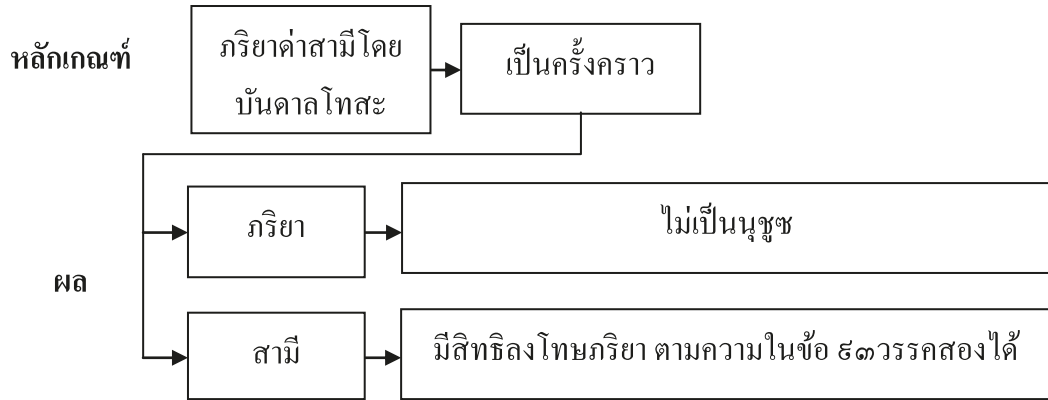 หลักเกณฑ์
ภริยาด่าสามีโดย
บันดาลโทสะ
เป็นครั้งคราว
ผล
ภริยา
ไม่เป็นนุชูซ
สามี
มีสิทธิลงโทษภริยา ตามความในข้อ ๙๓วรรคสองได้